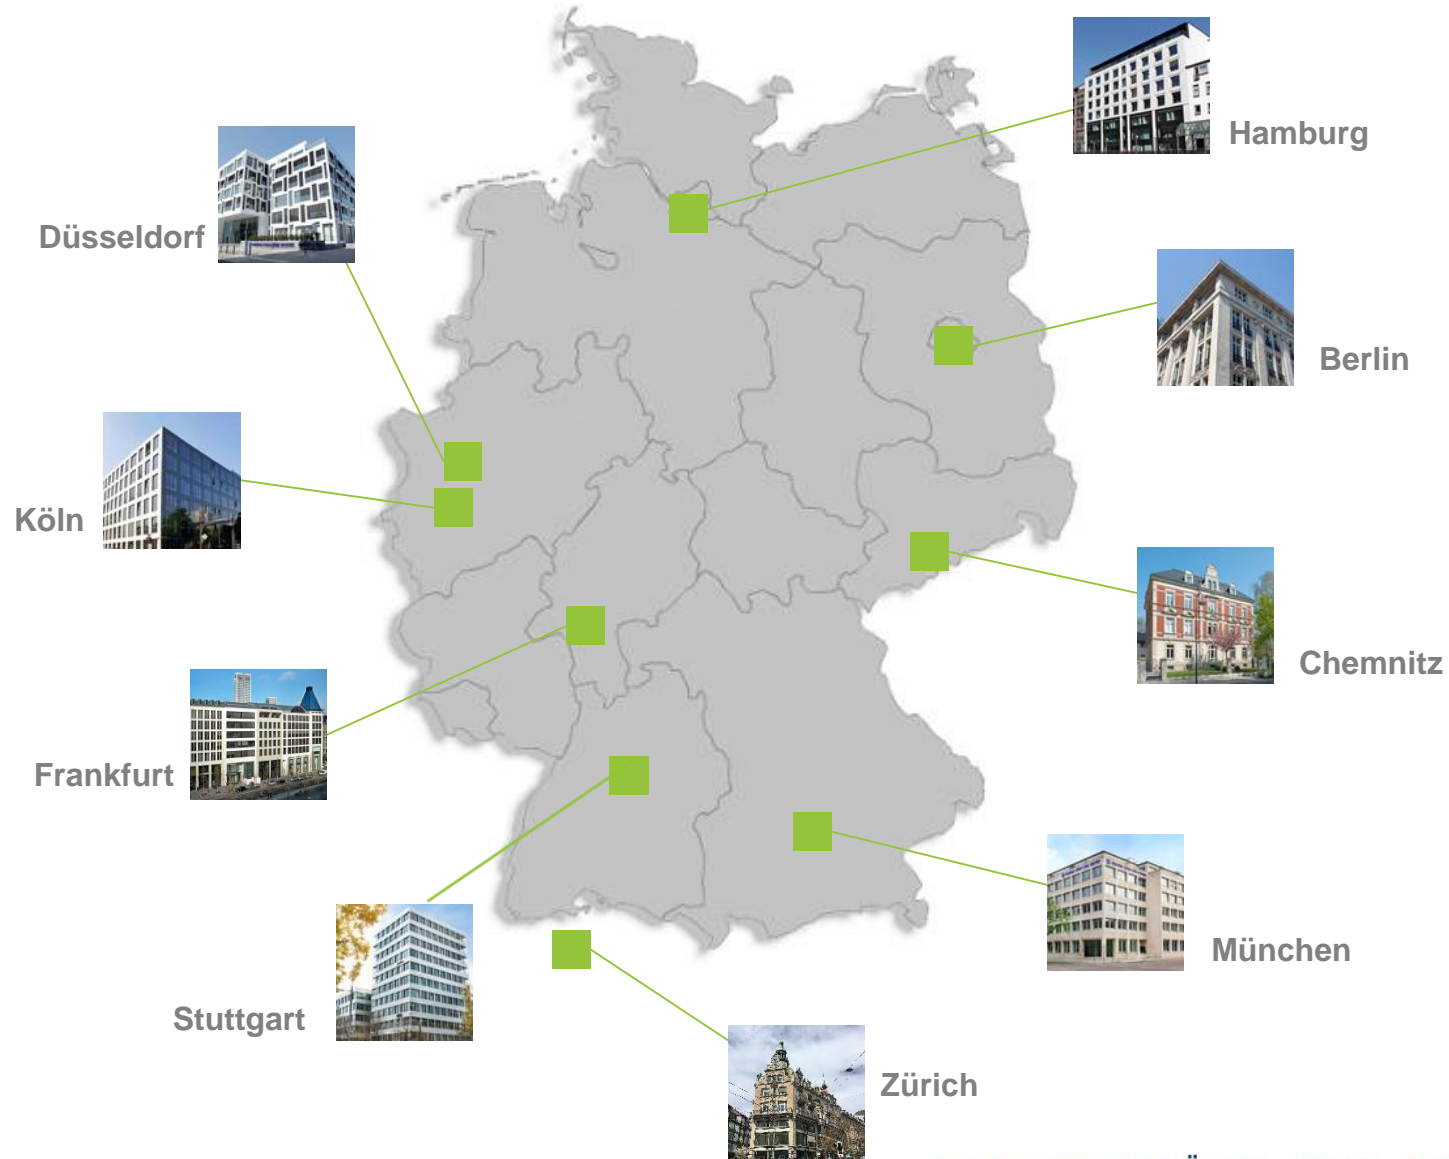 Hamburg
Düsseldorf
Berlin
Köln
Chemnitz
Frankfurt
München
Stuttgart
Zürich